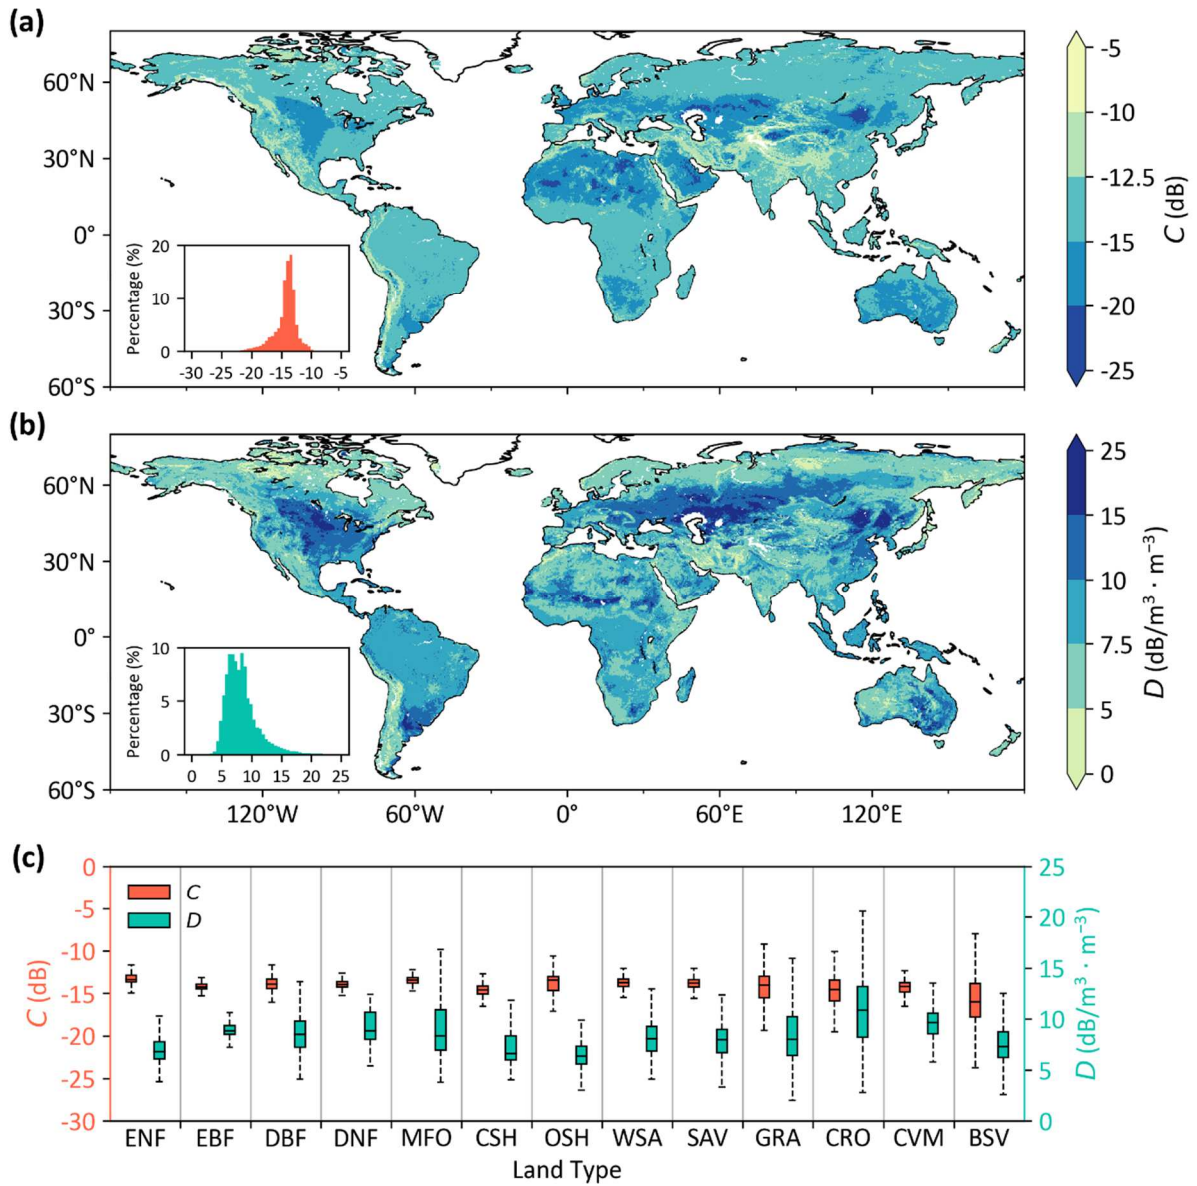 (a)
60°N
30°N
0°
30°S
60°S
Percentage (%)
20
10
0
-30 -25 -20 -15 -10 -5
-5
-10
-12.5
-15
-20
-25
C (dB)
(b)
60°N
30°N
0°
30°S
60°S
Percentage (%)
10
5
0
0 5 10 15 20 25
120°W 60°W 0° 60°E 120°E
25
15
10
7.5
5
0
D (dB/m³ · m⁻³)
(c)
C (dB)
0
-5
-10
-15
-20
-25
-30
C
D
25
20
15
10
5
0
D (dB/m³ · m⁻³)
ENF EBF DBF DNF MFO CSH OSH WSA SAV GRA CRO CVM BSV
Land Type